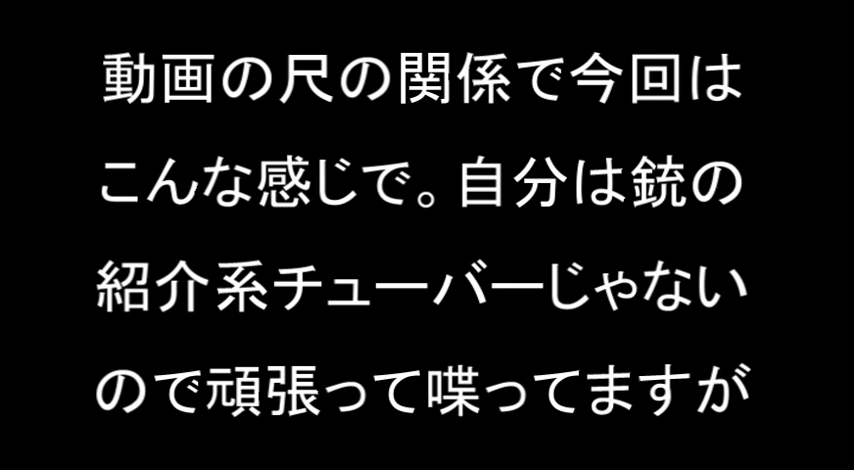 動画の尺の関係で今回は
こんな感じで。自分は銃の
紹介系チューバーじゃない
ので頑張って喋ってますが